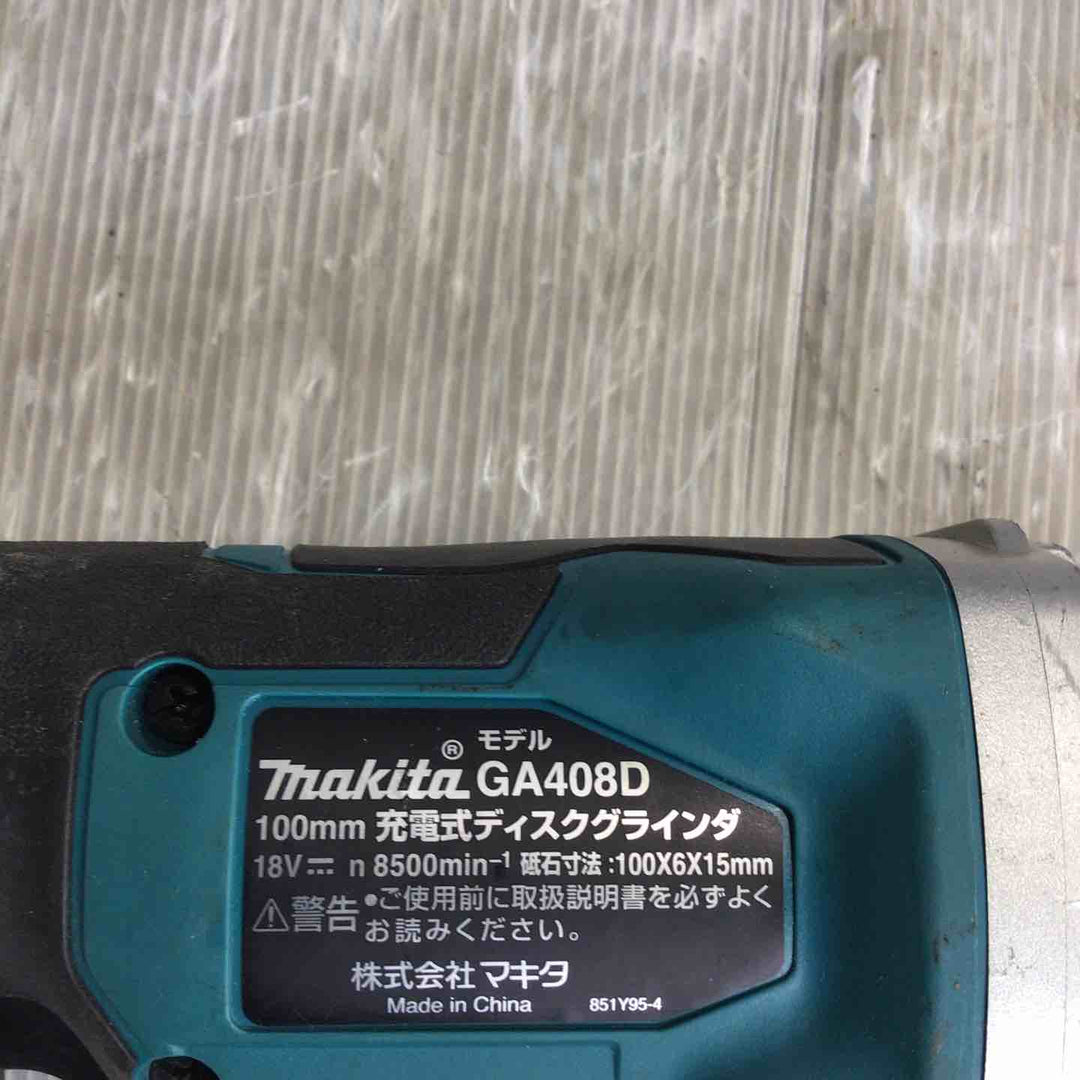 モデル
makita® GA408D
100mm 充電式ディスクグラインダ
18V⎓ n 8500min⁻¹ 砥石寸法:100X6X15mm
⚠警告 ●ご使用前に取扱説明書を必ずよく
お読みください。
株式会社 マキタ
Made in China 851Y95-4